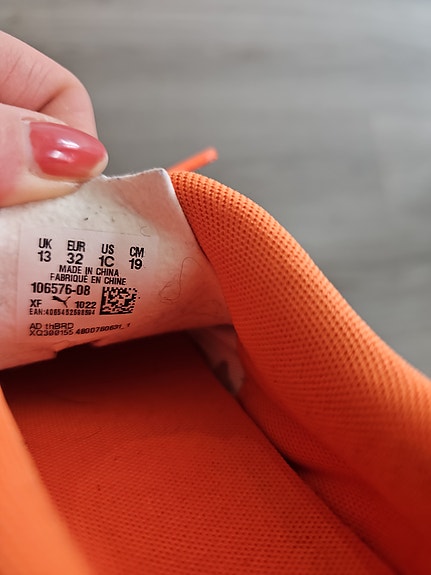 UK EUR US CM
13 32 1C 19
MADE IN CHINA
FABRIQUÉ EN CHINE
106576-08
XF 1022
AD thBRD